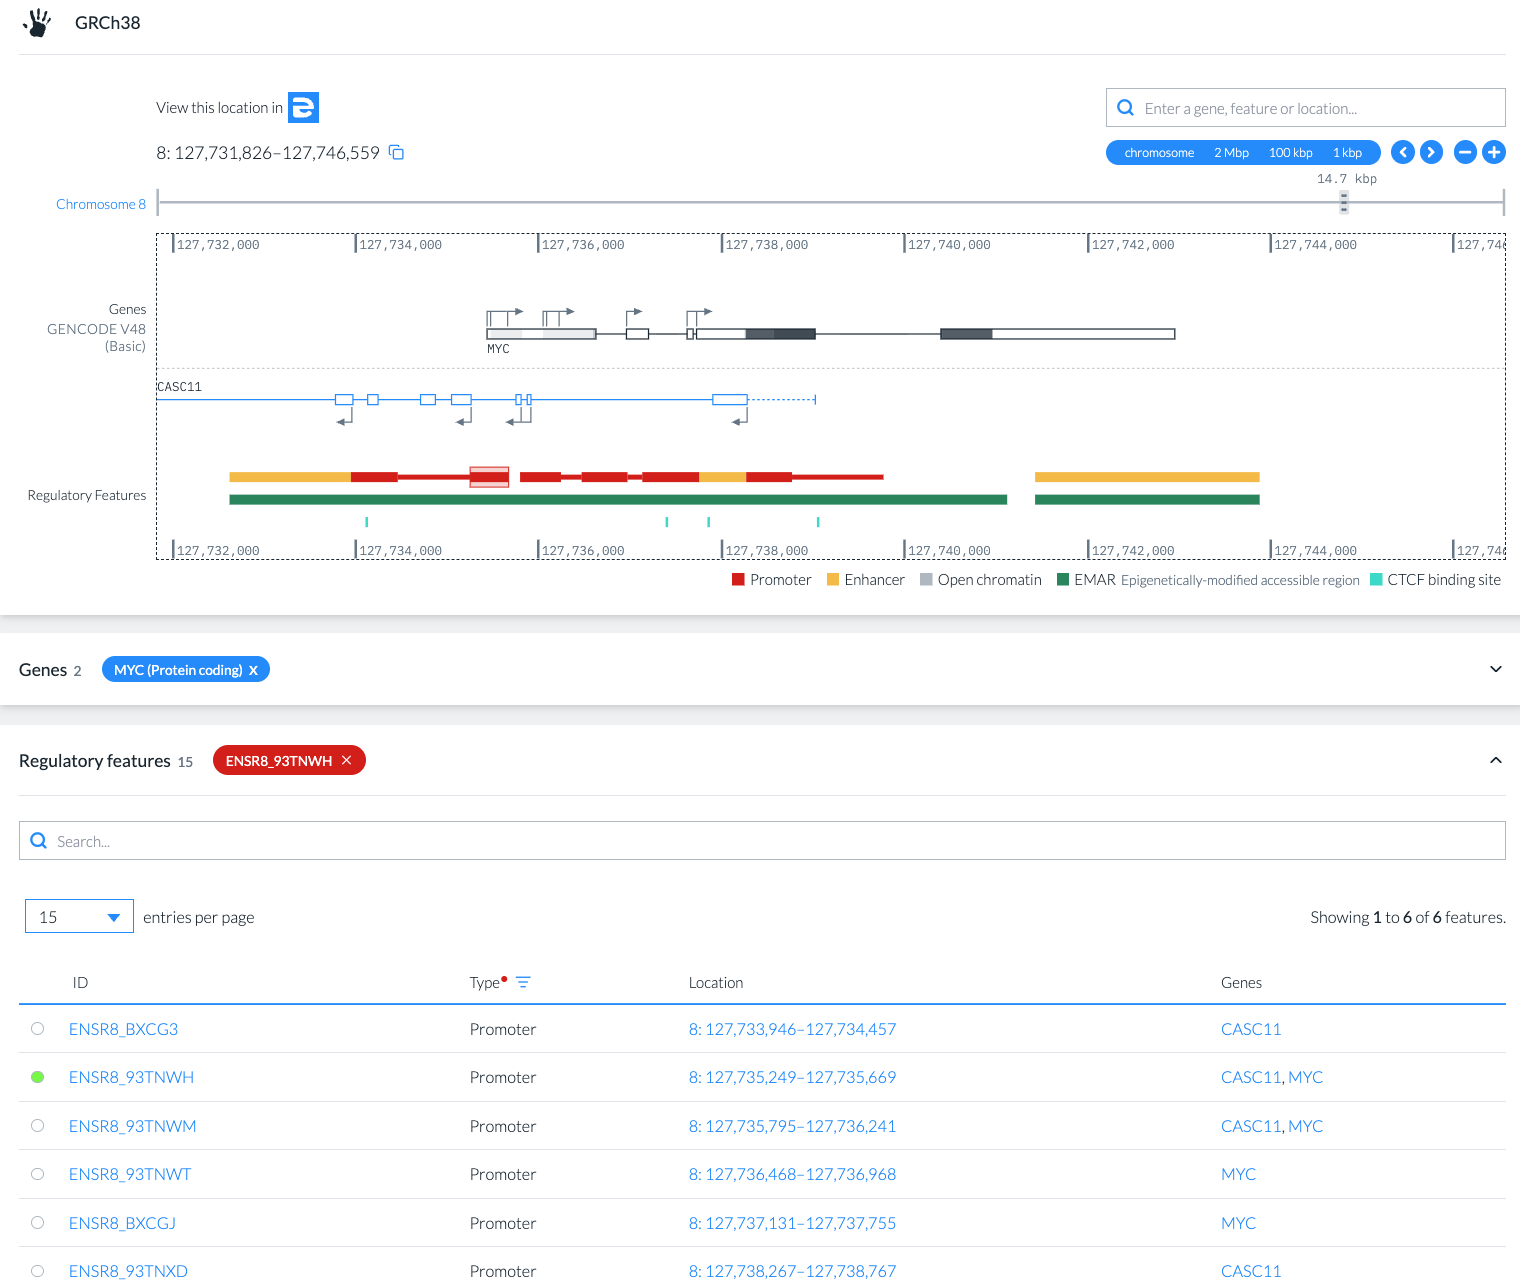 GRCh38
View this location in
Enter a gene, feature or location...
8: 127,731,826–127,746,559
chromosome 2 Mbp 100 kbp 1 kbp
14.7 kbp
Chromosome 8
127,732,000 127,734,000 127,736,000 127,738,000 127,740,000 127,742,000 127,744,000 127,746
Genes
GENCODE V48
(Basic)
MYC
CASC11
Regulatory Features
127,732,000 127,734,000 127,736,000 127,738,000 127,740,000 127,742,000 127,744,000 127,746
Promoter Enhancer Open chromatin EMAR Epigenetically-modified accessible region CTCF binding site
Genes 2 MYC (Protein coding) X
Regulatory features 15 ENSR8_93TNWH ×
Search...
15 entries per page Showing 1 to 6 of 6 features.
ID Type Location Genes
ENSR8_BXCG3 Promoter 8: 127,733,946–127,734,457 CASC11
ENSR8_93TNWH Promoter 8: 127,735,249–127,735,669 CASC11, MYC
ENSR8_93TNWM Promoter 8: 127,735,795–127,736,241 CASC11, MYC
ENSR8_93TNWT Promoter 8: 127,736,468–127,736,968 MYC
ENSR8_BXCGJ Promoter 8: 127,737,131–127,737,755 MYC
ENSR8_93TNXD Promoter 8: 127,738,267–127,738,767 CASC11